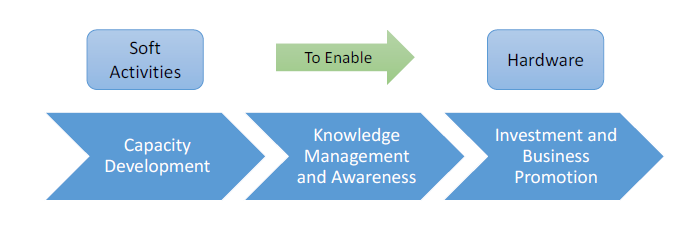 Soft
Activities
To Enable
Hardware
Capacity
Development
Knowledge
Management
and Awareness
Investment and
Business
Promotion